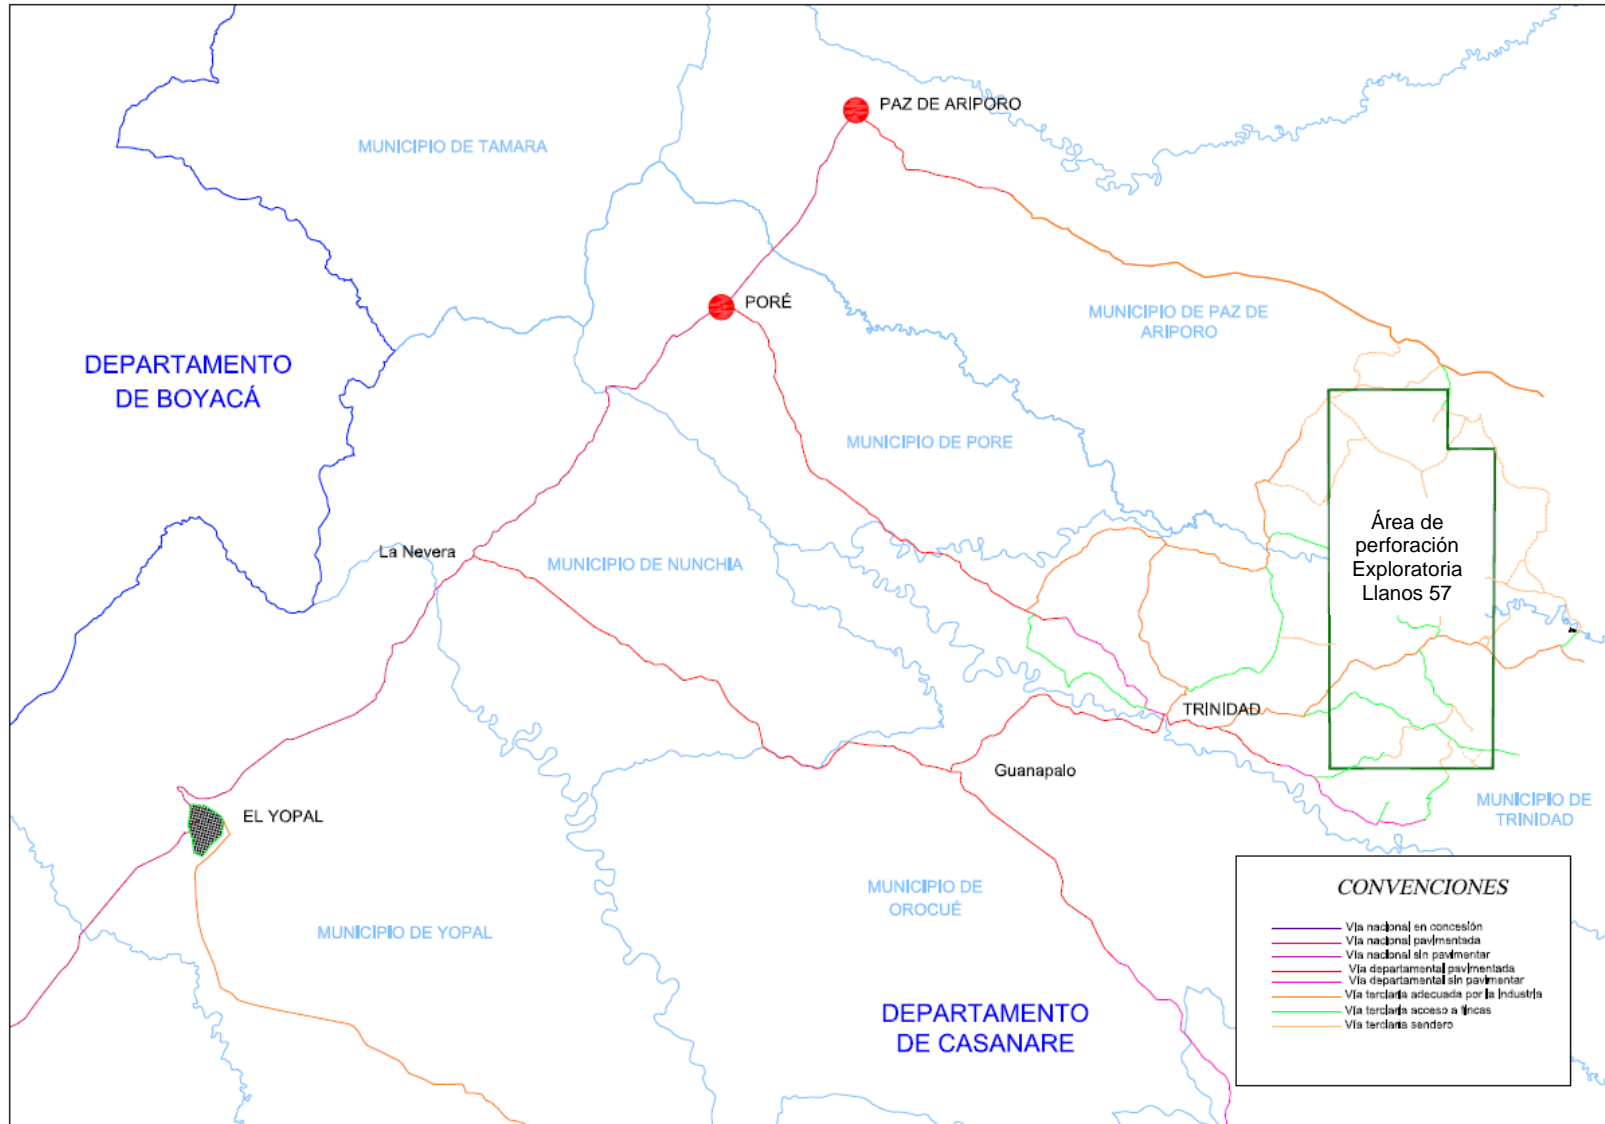 PAZ DE ARIPORO
MUNICIPIO DE TAMARA
PORÉ
MUNICIPIO DE PAZ DE
ARIPORO
DEPARTAMENTO
DE BOYACÁ
MUNICIPIO DE PORE
Área de
perforación
Exploratoria
Llanos 57
La Nevera
MUNICIPIO DE NUNCHIA
TRINIDAD
Guanapalo
MUNICIPIO DE
TRINIDAD
EL YOPAL
MUNICIPIO DE
OROCUÉ
MUNICIPIO DE YOPAL
DEPARTAMENTO
DE CASANARE
CONVENCIONES
Vía nacional en concesión
Vía nacional pavimentada
Vía nacional sin pavimentar
Vía departamental pavimentada
Vía departamental sin pavimentar
Vía terciaria adecuada por la industria
Vía terciaria acceso a fincas
Vía terciaria sendero